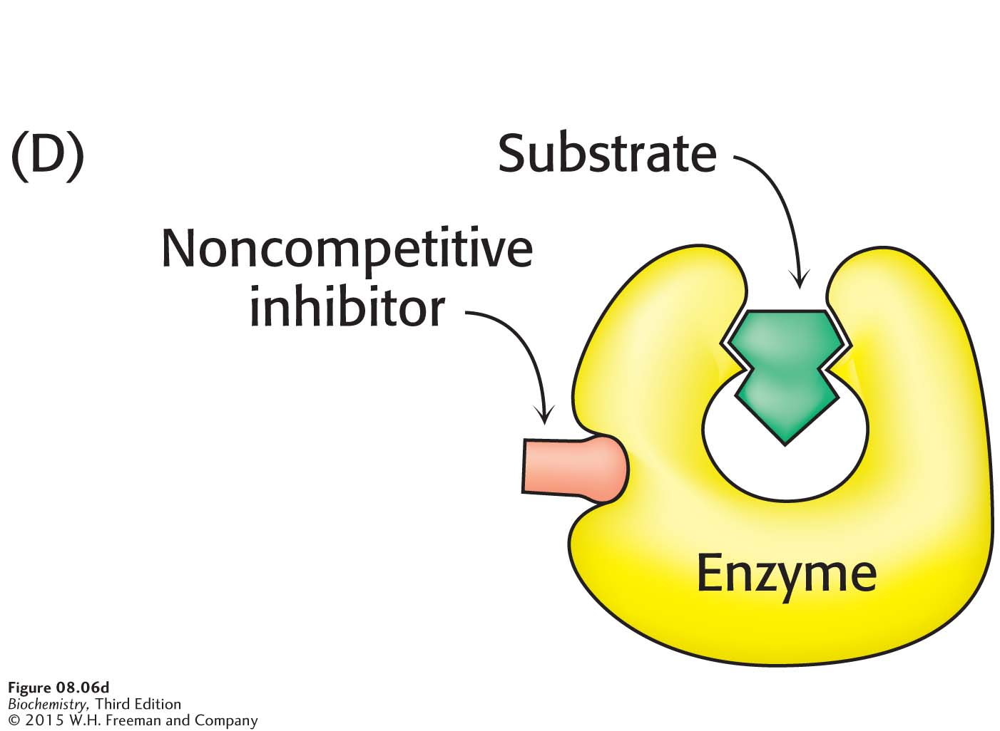 (D)
Substrate
Noncompetitive
inhibitor
Enzyme
Figure 08.06d
Biochemistry, Third Edition
© 2015 W.H. Freeman and Company